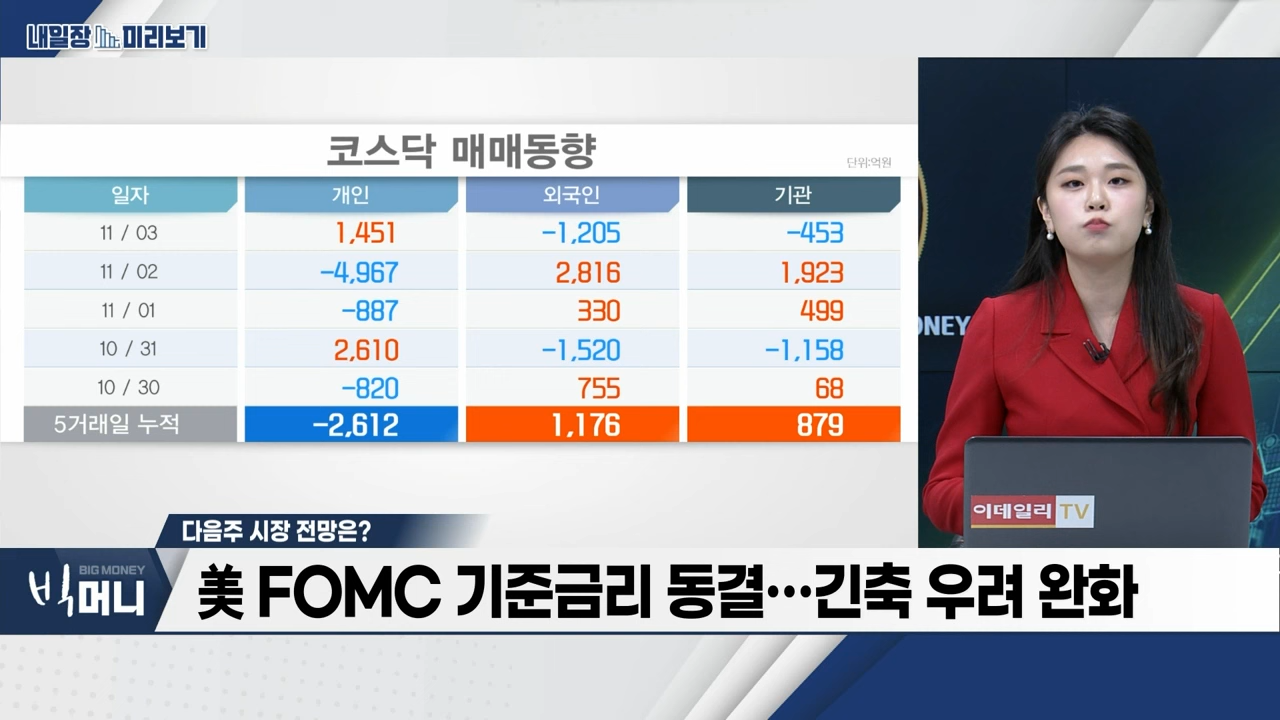 내일장 미리보기
코스닥 매매동향
단위:억원
일자 개인 외국인 기관
11 / 03 1,451 -1,205 -453
11 / 02 -4,967 2,816 1,923
11 / 01 -887 330 499
10 / 31 2,610 -1,520 -1,158
10 / 30 -820 755 68
5거래일 누적 -2,612 1,176 879
ONEY
이데일리 TV
다음주 시장 전망은?
BIG MONEY
빅머니
美 FOMC 기준금리 동결…긴축 우려 완화